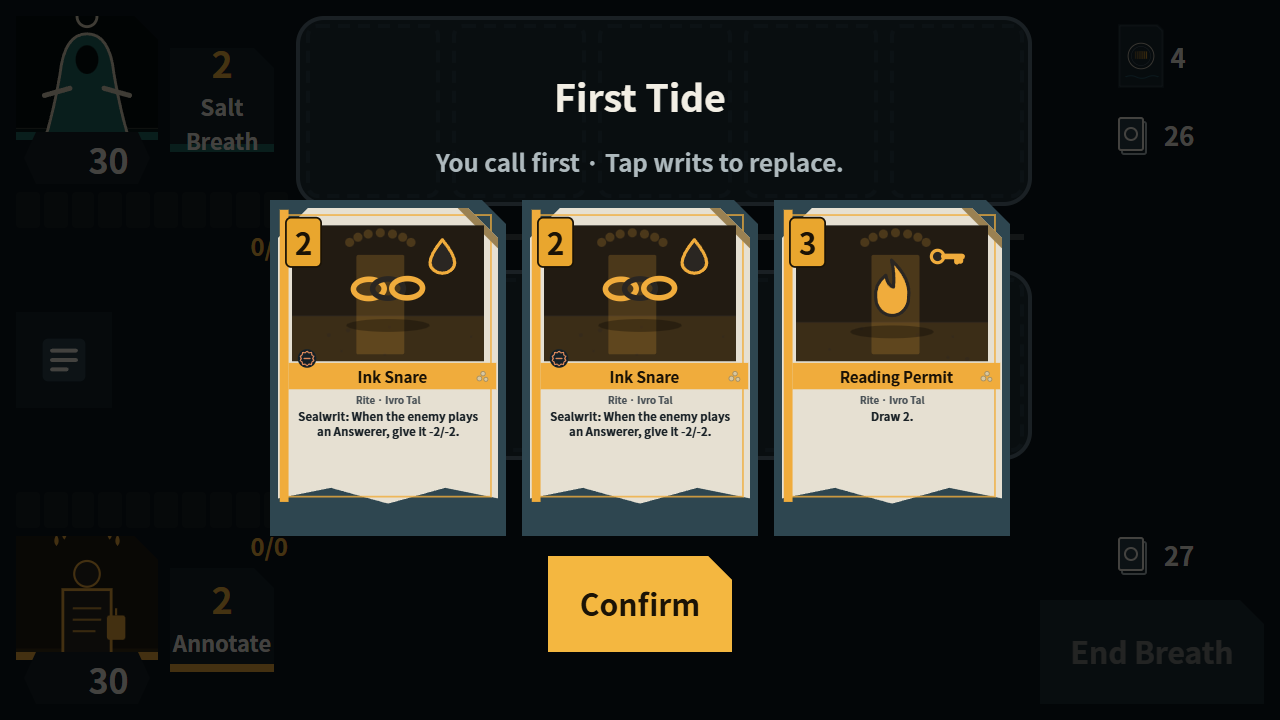 First Tide
You call first · Tap writs to replace.
2
Salt
Breath
30
4
26
0/
2
Ink Snare
Rite · Ivro Tal
Sealwrit: When the enemy plays
an Answerer, give it -2/-2.
2
Ink Snare
Rite · Ivro Tal
Sealwrit: When the enemy plays
an Answerer, give it -2/-2.
3
Reading Permit
Rite · Ivro Tal
Draw 2.
0/0
2
Annotate
30
Confirm
27
End Breath